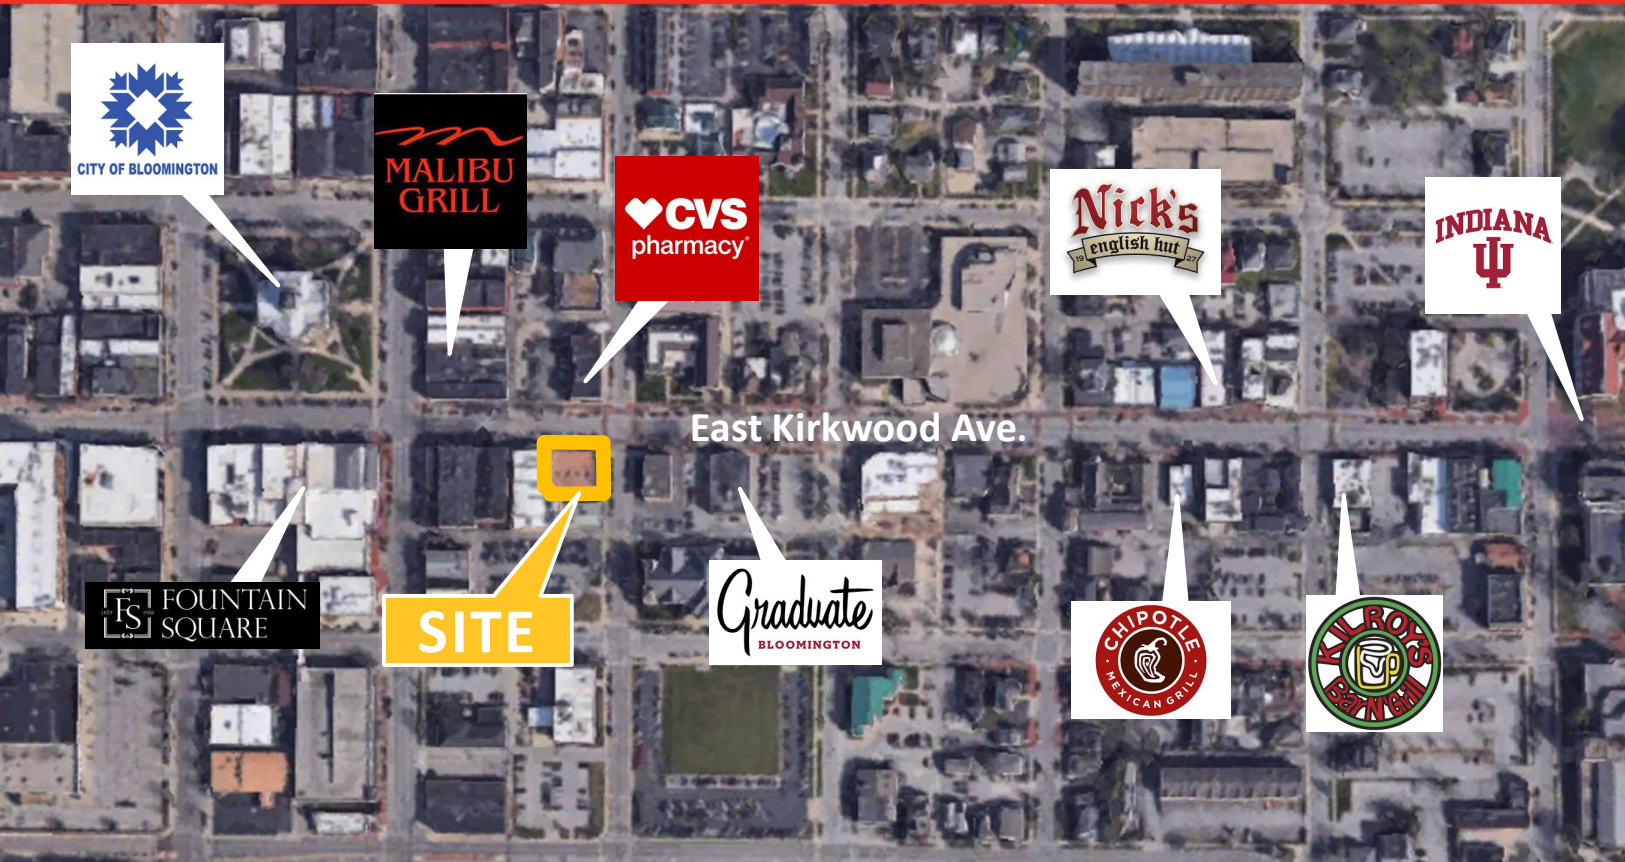 CITY OF BLOOMINGTON
MALIBU
GRILL
CVS
pharmacy
Nick's
english hut
19 27
INDIANA
IU
East Kirkwood Ave.
FS
FOUNTAIN
SQUARE
SITE
Graduate
BLOOMINGTON
CHIPOTLE
MEXICAN GRILL
KILROY'S
Bar N' Grill